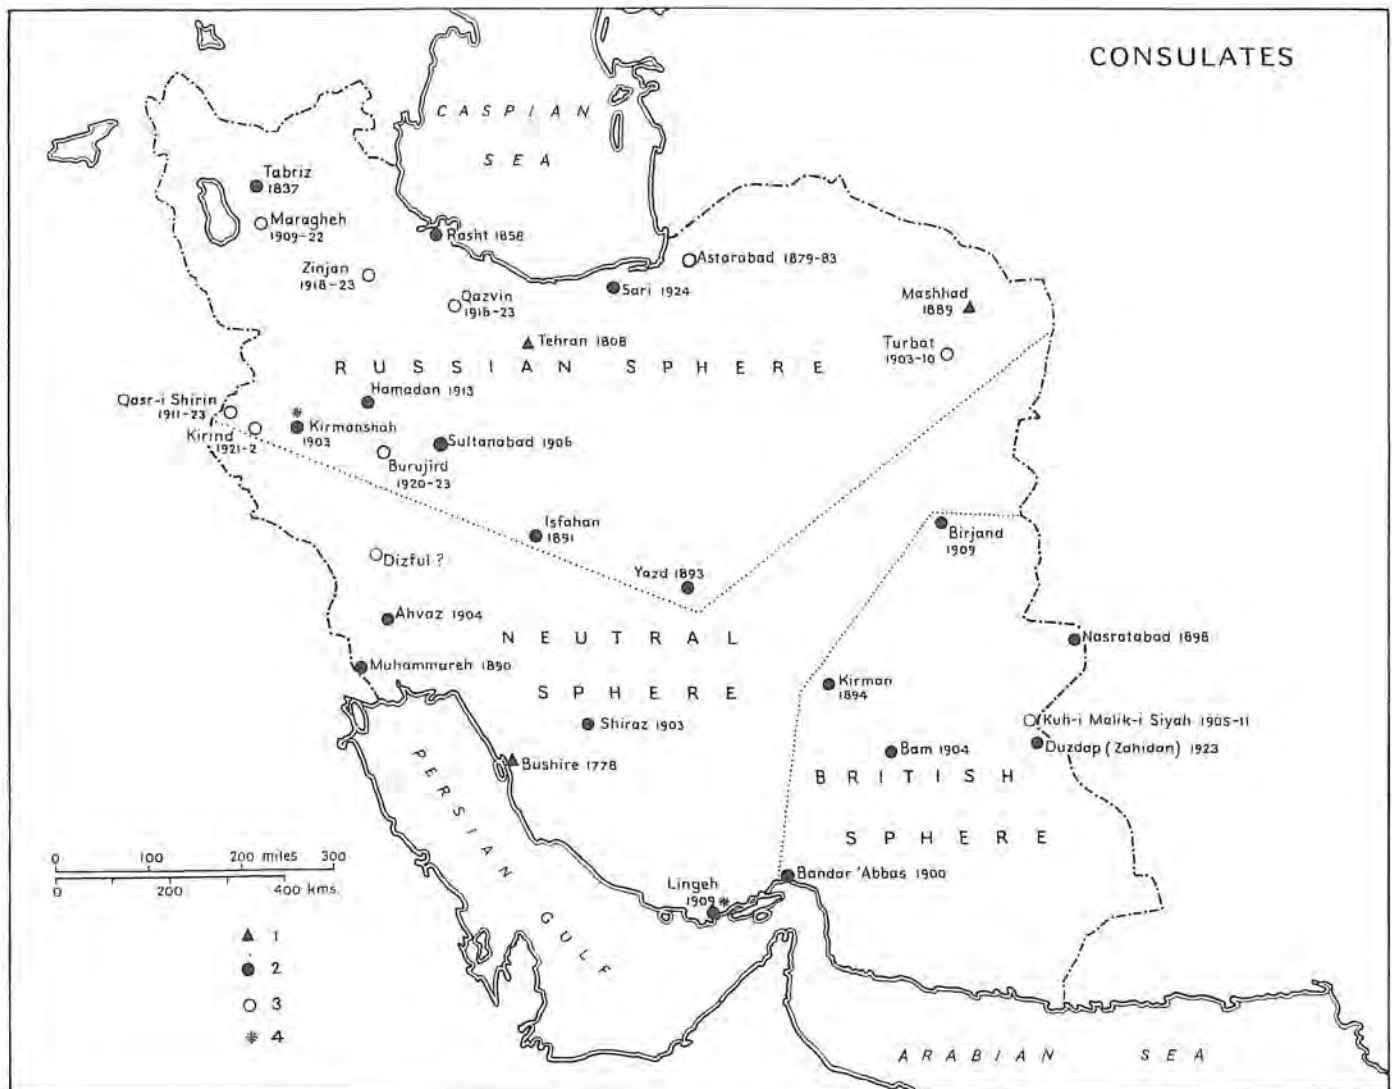 CONSULATES
CASPIAN
SEA
Tabriz
1837
Maragheh
1909-22
Rasht 1858
Zinjan
1918-23
Qazvin
1916-23
Astarabad 1879-83
Sari 1924
Mashhad
1889
Tehran 1808
Turbat
1903-10
RUSSIAN SPHERE
Hamadan 1913
Qasr-i Shirin
1911-23
Kirmanshah
1903
Kirind
1921-2
Sultanabad 1906
Burujird
1920-23
Isfahan
1891
Birjand
1909
Dizful ?
Yazd 1893
Ahvaz 1904
NEUTRAL
SPHERE
Nasratabad 1898
Muhammareh 1890
Kirman
1894
Shiraz 1903
Kuh-i Malik-i Siyah 1905-11
Duzdap (Zahidan) 1923
Bam 1904
Bushire 1778
BRITISH
SPHERE
PERSIAN GULF
0 100 200 miles 300
0 200 400 kms.
Lingeh
1909
Bandar 'Abbas 1900
1
2
3
4
ARABIAN SEA